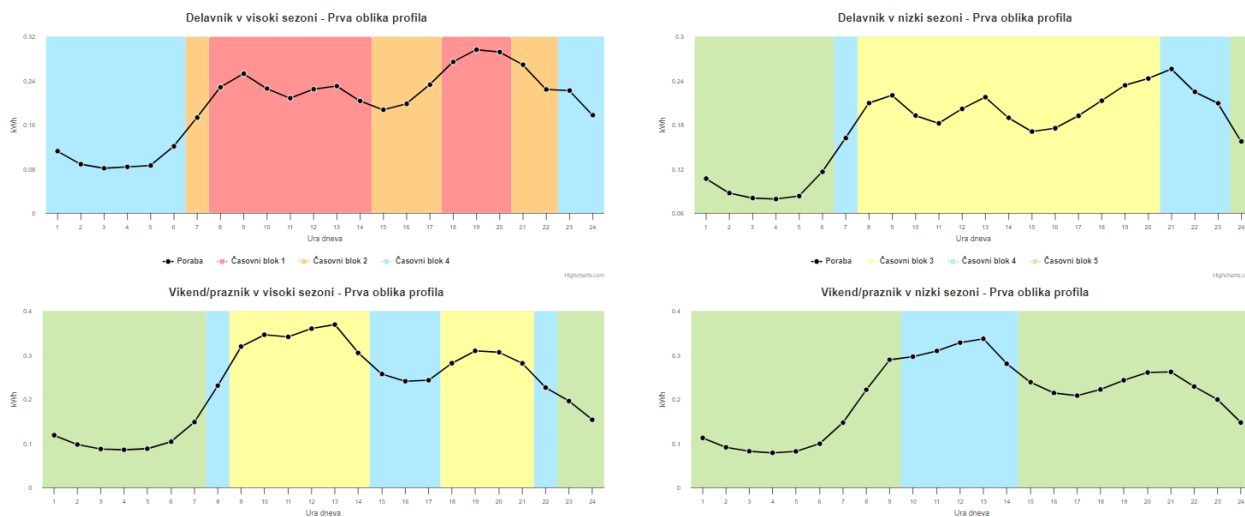 Delavnik v visoki sezoni - Prva oblika profila
0.32
0.24
0.16
0.08
0
kWh
1 2 3 4 5 6 7 8 9 10 11 12 13 14 15 16 17 18 19 20 21 22 23 24
Ura dneva
Poraba Časovni blok 1 Časovni blok 2 Časovni blok 4
Highcharts.com
Delavnik v nizki sezoni - Prva oblika profila
0.3
0.24
0.18
0.12
0.06
kWh
1 2 3 4 5 6 7 8 9 10 11 12 13 14 15 16 17 18 19 20 21 22 23 24
Ura dneva
Poraba Časovni blok 3 Časovni blok 4 Časovni blok 5
Highcharts.co
Vikend/praznik v visoki sezoni - Prva oblika profila
0.4
0.3
0.2
0.1
0
kWh
1 2 3 4 5 6 7 8 9 10 11 12 13 14 15 16 17 18 19 20 21 22 23 24
Ura dneva
Vikend/praznik v nizki sezoni - Prva oblika profila
0.4
0.3
0.2
0.1
0
kWh
1 2 3 4 5 6 7 8 9 10 11 12 13 14 15 16 17 18 19 20 21 22 23 24
Ura dneva